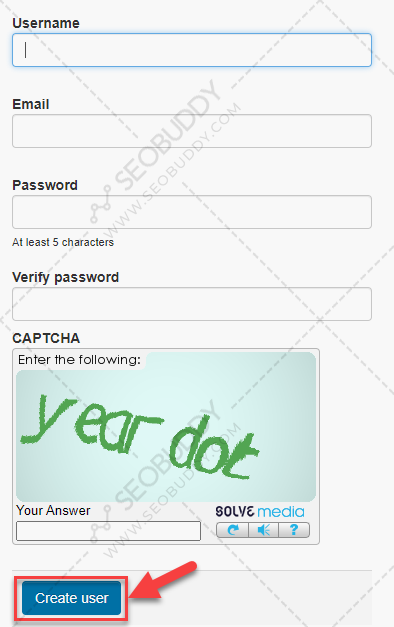 Username
SEOBUDDY
WWW.SEOBUDDY.COM
Email
Password
At least 5 characters
Verify password
CAPTCHA
Enter the following:
year dot
SEOBUDDY
WWW.SEOBUDDY.COM
Your Answer
SOLVE media
?
Create user